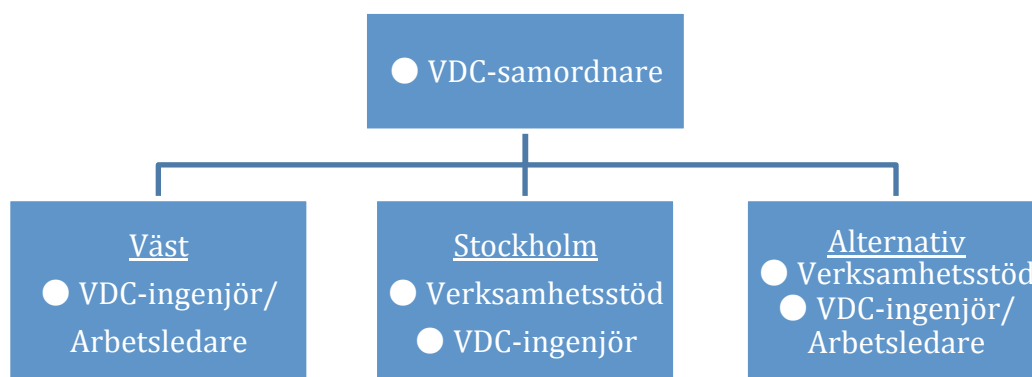 ● VDC-samordnare
Väst
● VDC-ingenjör/
Arbetsledare
Stockholm
● Verksamhetsstöd
● VDC-ingenjör
Alternativ
● Verksamhetsstöd
● VDC-ingenjör/
Arbetsledare